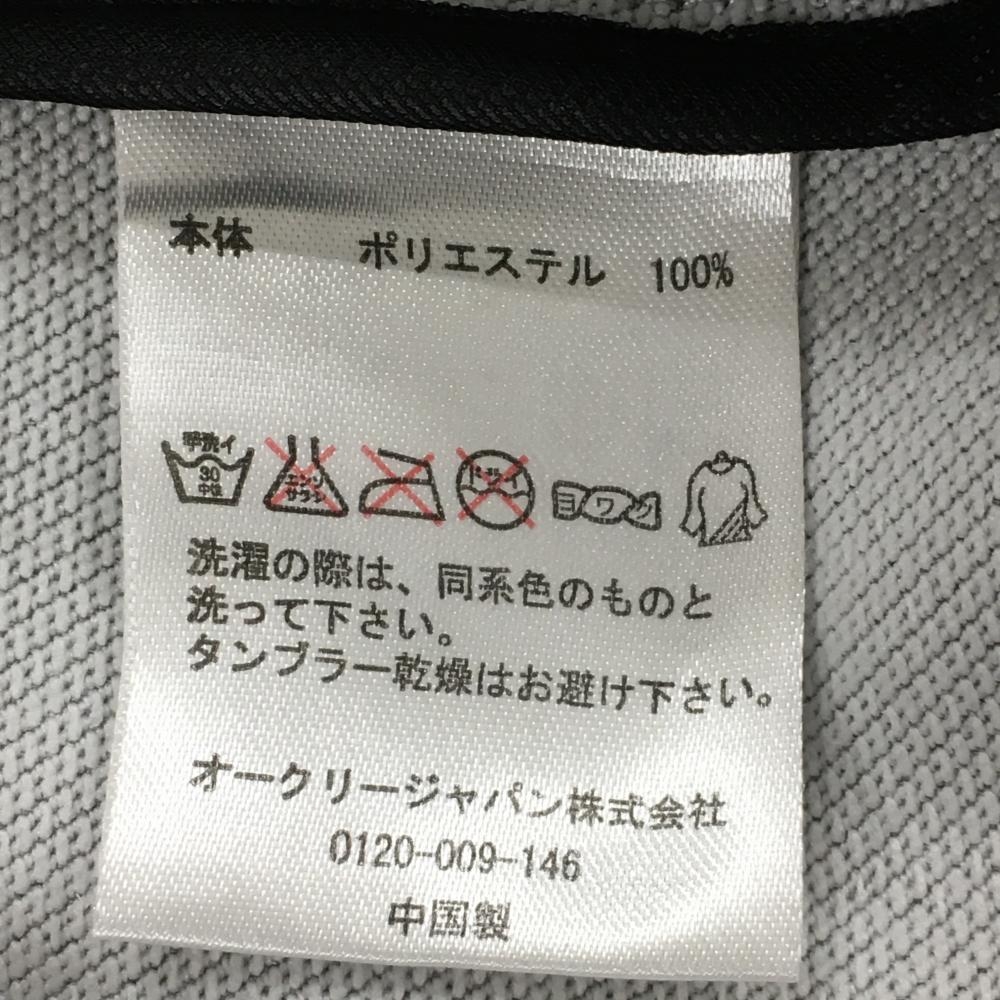 本体 ポリエステル 100%
手洗イ 30 中性
エンソ サラシ
ドライ
ヨワク
洗濯の際は、同系色のものと
洗って下さい。
タンブラー乾燥はお避け下さい。
オークリージャパン株式会社
0120-009-146
中国製